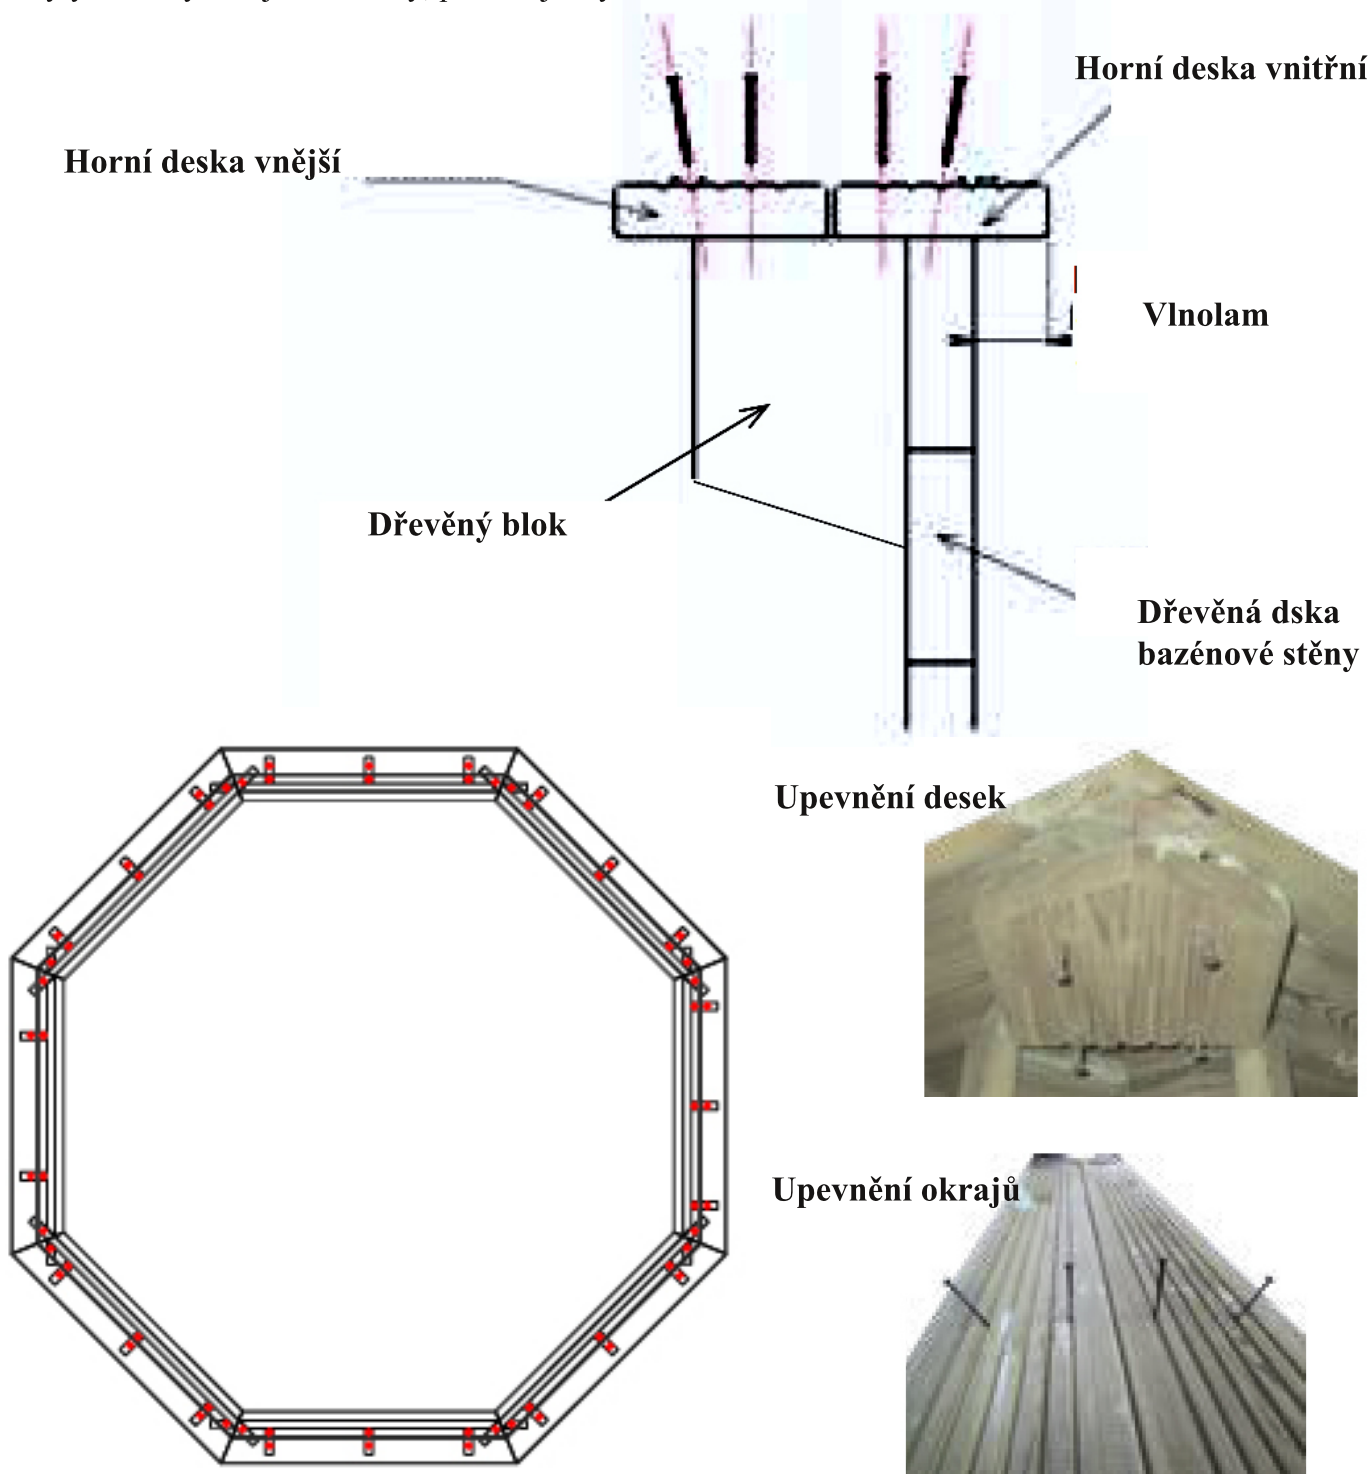 Horní deska vnitřní
Horní deska vnější
Vlnolam
Dřevěný blok
Dřevěná dska
bazénové stěny
Upevnění desek
Upevnění okrajů